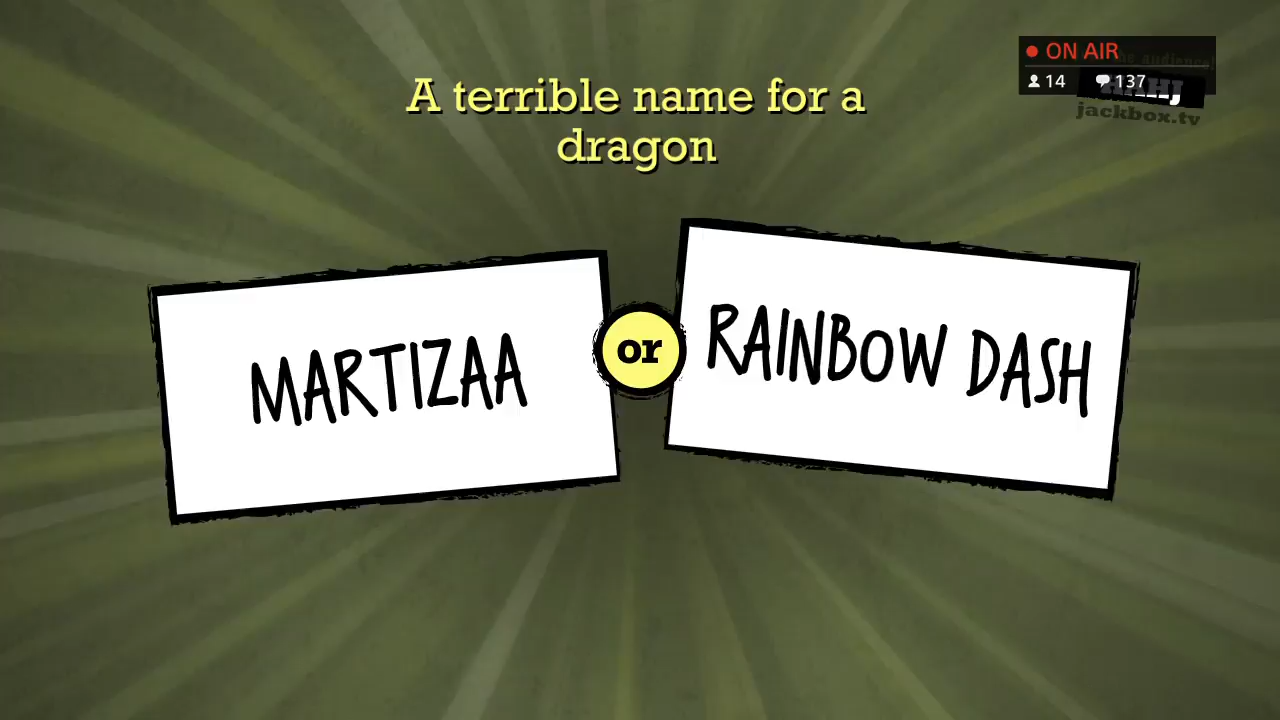 A terrible name for a
dragon
ON AIR
14 137
jackbox.tv
MARTIZAA
or
RAINBOW DASH